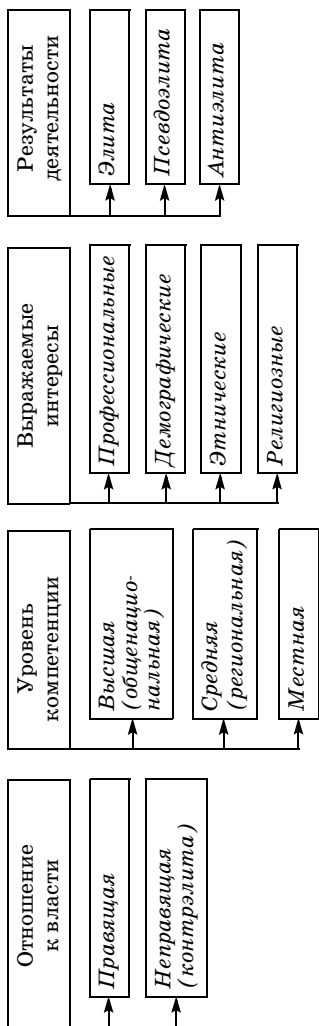 Отношение
к власти
Правящая
Неправящая
(контрэлита)
Уровень
компетенции
Высшая
(общенацио-
нальная)
Средняя
(региональная)
Местная
Выражаемые
интересы
Профессиональные
Демографические
Этнические
Религиозные
Результаты
деятельности
Элита
Псевдоэлита
Антиэлита